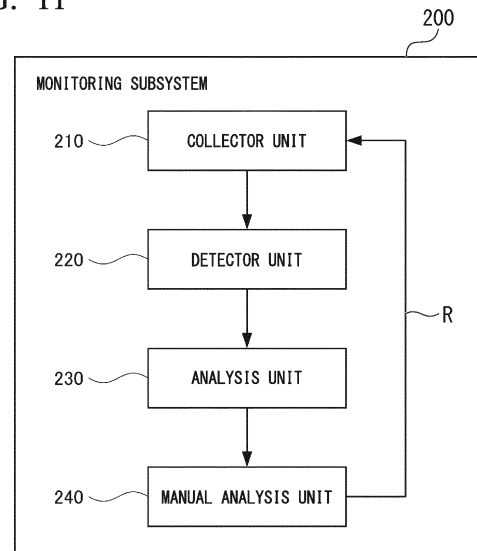 200
MONITORING SUBSYSTEM
210 COLLECTOR UNIT
220 DETECTOR UNIT
R
230 ANALYSIS UNIT
240 MANUAL ANALYSIS UNIT